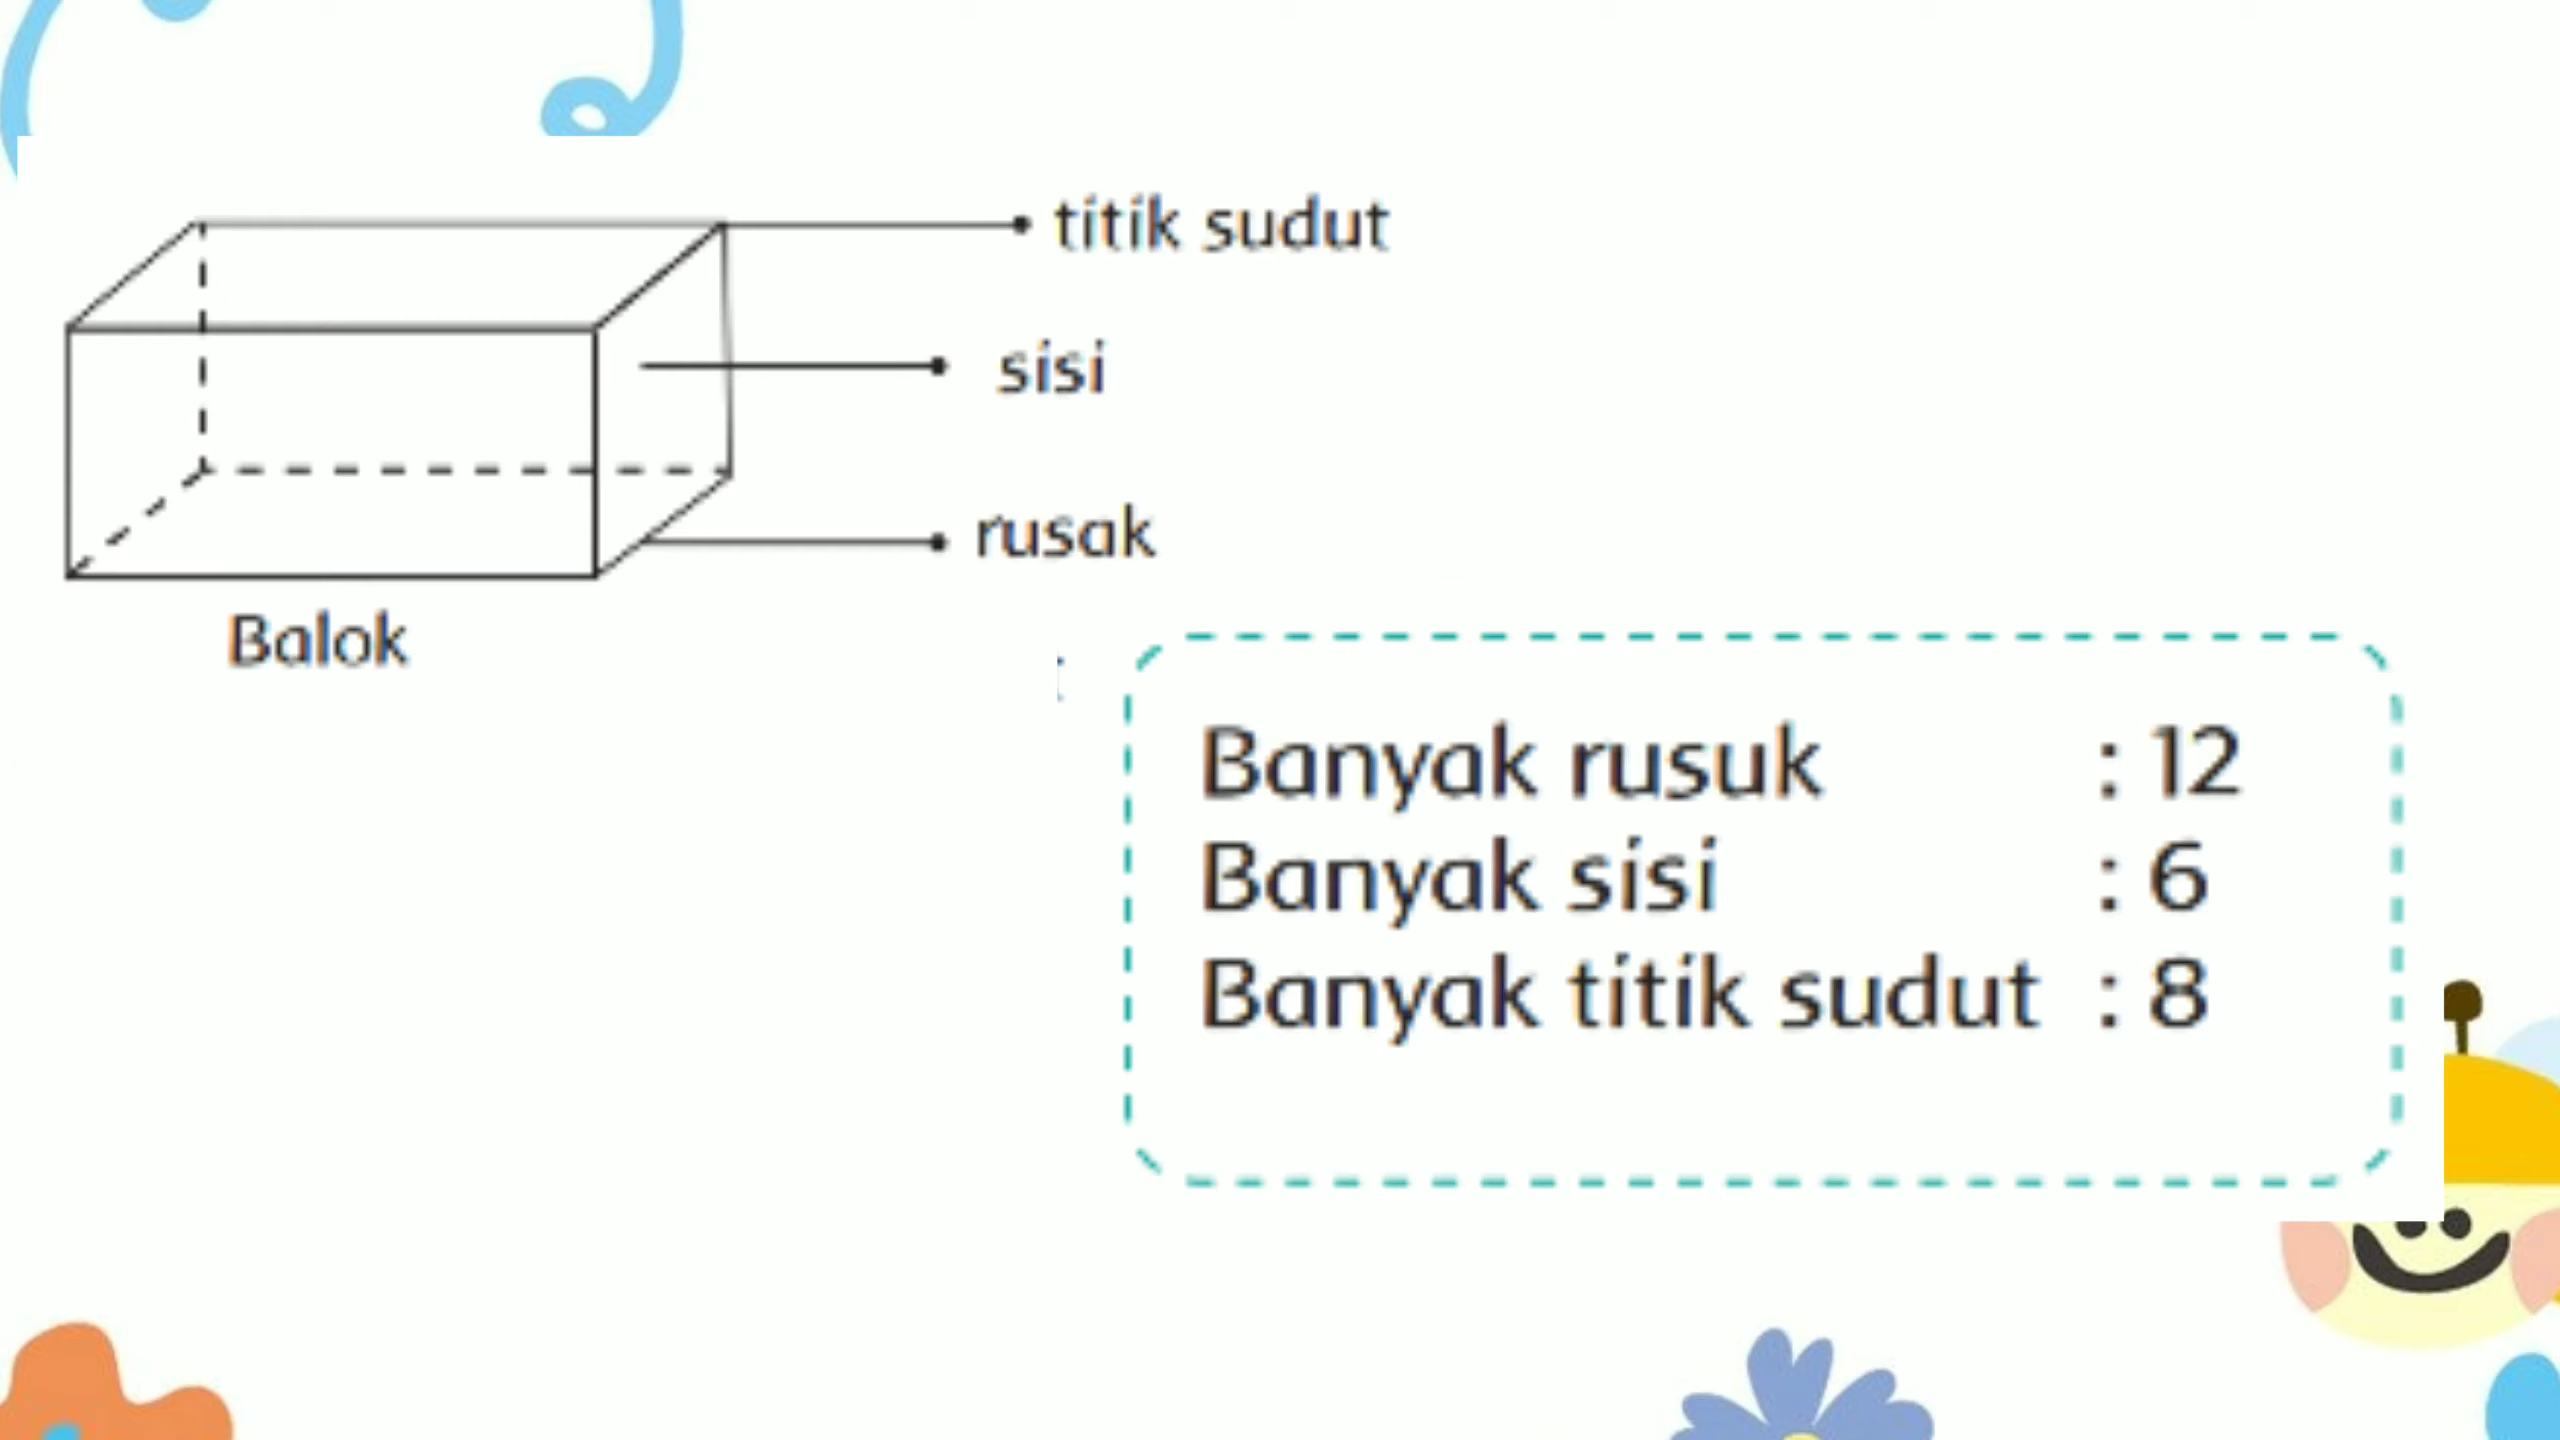 titik sudut
sisi
rusak
Balok
Banyak rusuk : 12
Banyak sisi : 6
Banyak titik sudut : 8